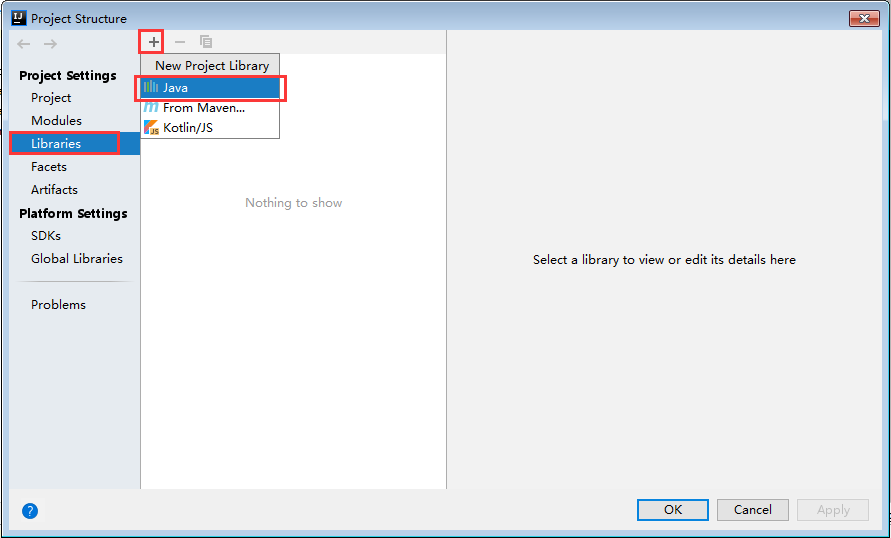 Project Structure
Project Settings
Project
Modules
Libraries
Facets
Artifacts
Platform Settings
SDKs
Global Libraries
Problems
New Project Library
Java
From Maven...
Kotlin/JS
Nothing to show
Select a library to view or edit its details here
?
OK
Cancel
Apply